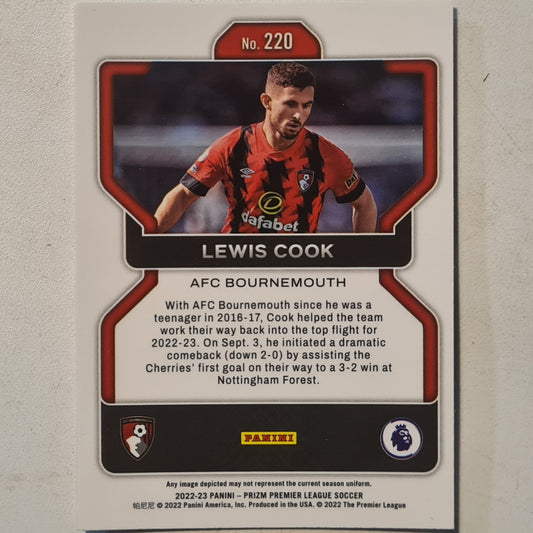 No. 220
UMBRO
dafabet
LEWIS COOK
AFC BOURNEMOUTH
With AFC Bournemouth since he was a
teenager in 2016-17, Cook helped the team
work their way back into the top flight for
2022-23. On Sept. 3, he initiated a dramatic
comeback (down 2-0) by assisting the
Cherries' first goal on their way to a 3-2 win at
Nottingham Forest.
PANINI
Any image depicted may not represent the current season uniform.
2022-23 PANINI – PRIZM PREMIER LEAGUE SOCCER
帕尼尼 © 2022 Panini America, Inc. Produced in the USA. © 2022 The Premier League